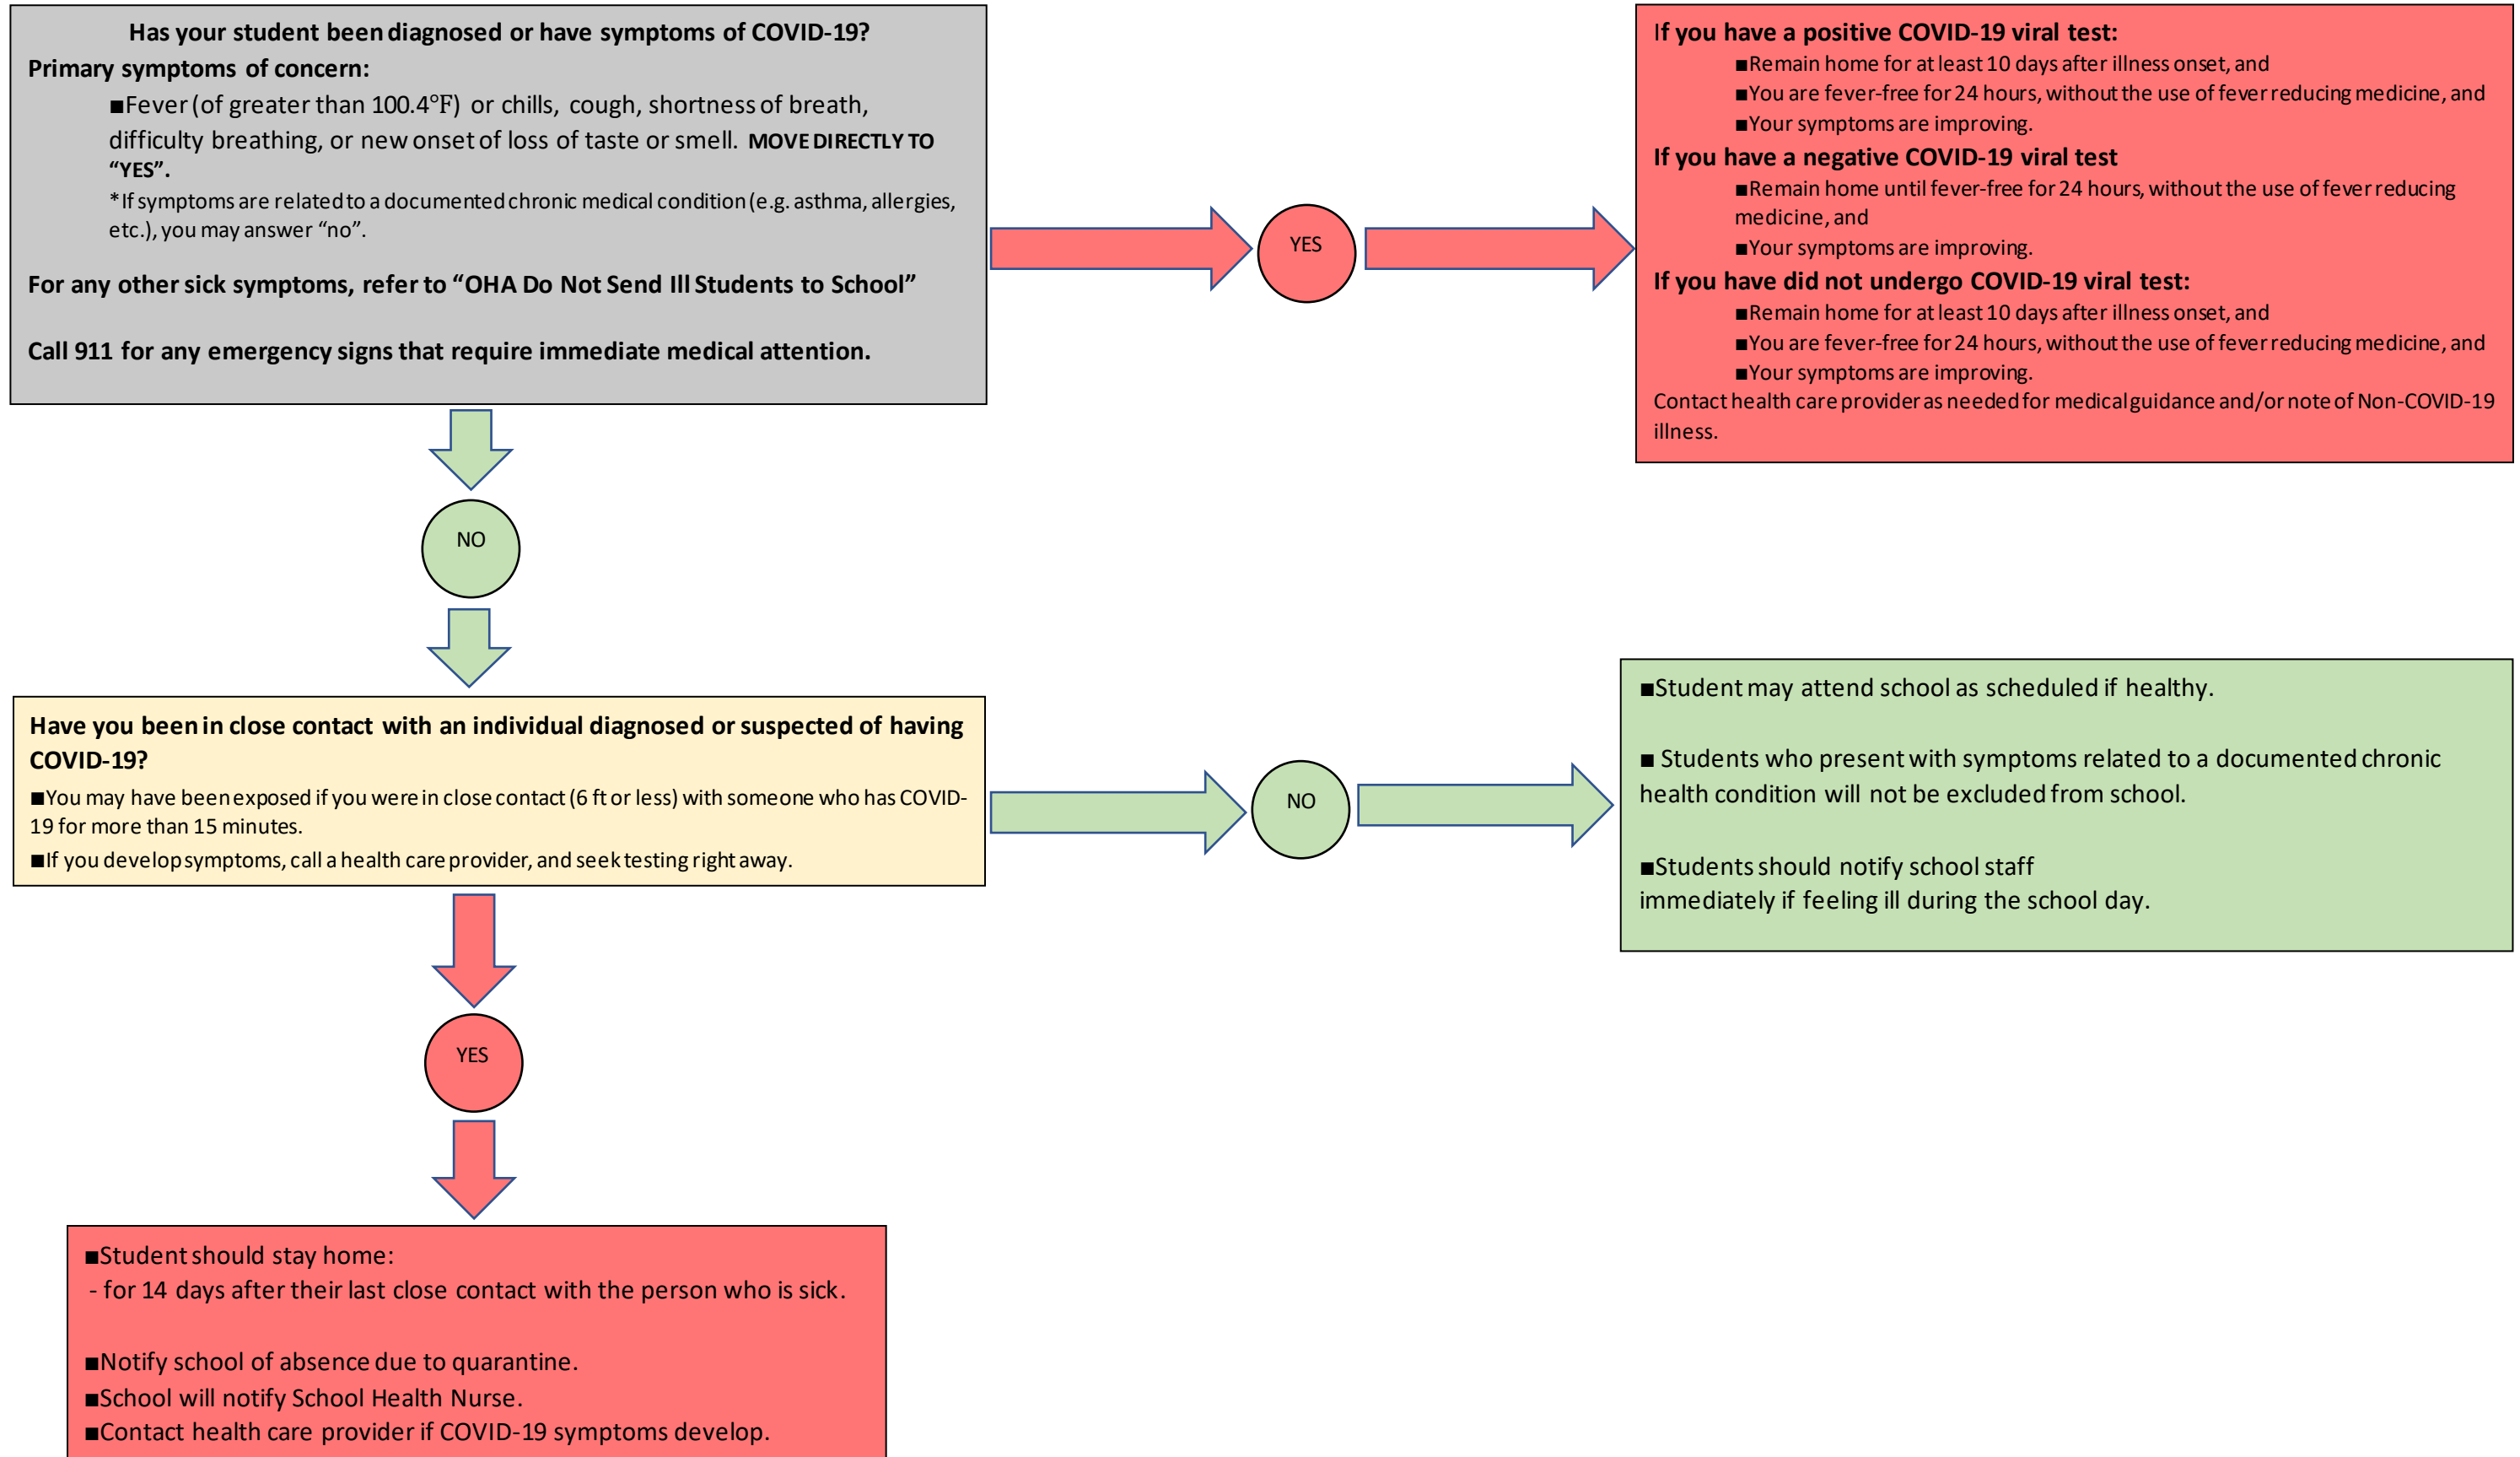 Has your student been diagnosed or have symptoms of COVID-19?
Primary symptoms of concern:
■Fever (of greater than 100.4°F) or chills, cough, shortness of breath,
difficulty breathing, or new onset of loss of taste or smell. MOVE DIRECTLY TO
“YES”.
*If symptoms are related to a documented chronic medical condition (e.g. asthma, allergies,
etc.), you may answer “no”.
For any other sick symptoms, refer to “OHA Do Not Send Ill Students to School”
Call 911 for any emergency signs that require immediate medical attention.
YES
If you have a positive COVID-19 viral test:
■Remain home for at least 10 days after illness onset, and
■You are fever-free for 24 hours, without the use of fever reducing medicine, and
■Your symptoms are improving.
If you have a negative COVID-19 viral test
■Remain home until fever-free for 24 hours, without the use of fever reducing
medicine, and
■Your symptoms are improving.
If you have did not undergo COVID-19 viral test:
■Remain home for at least 10 days after illness onset, and
■You are fever-free for 24 hours, without the use of fever reducing medicine, and
■Your symptoms are improving.
Contact health care provider as needed for medical guidance and/or note of Non-COVID-19
illness.
NO
Have you been in close contact with an individual diagnosed or suspected of having
COVID-19?
■You may have been exposed if you were in close contact (6 ft or less) with someone who has COVID-
19 for more than 15 minutes.
■If you develop symptoms, call a health care provider, and seek testing right away.
NO
■Student may attend school as scheduled if healthy.
■ Students who present with symptoms related to a documented chronic
health condition will not be excluded from school.
■Students should notify school staff
immediately if feeling ill during the school day.
YES
■Student should stay home:
- for 14 days after their last close contact with the person who is sick.
■Notify school of absence due to quarantine.
■School will notify School Health Nurse.
■Contact health care provider if COVID-19 symptoms develop.